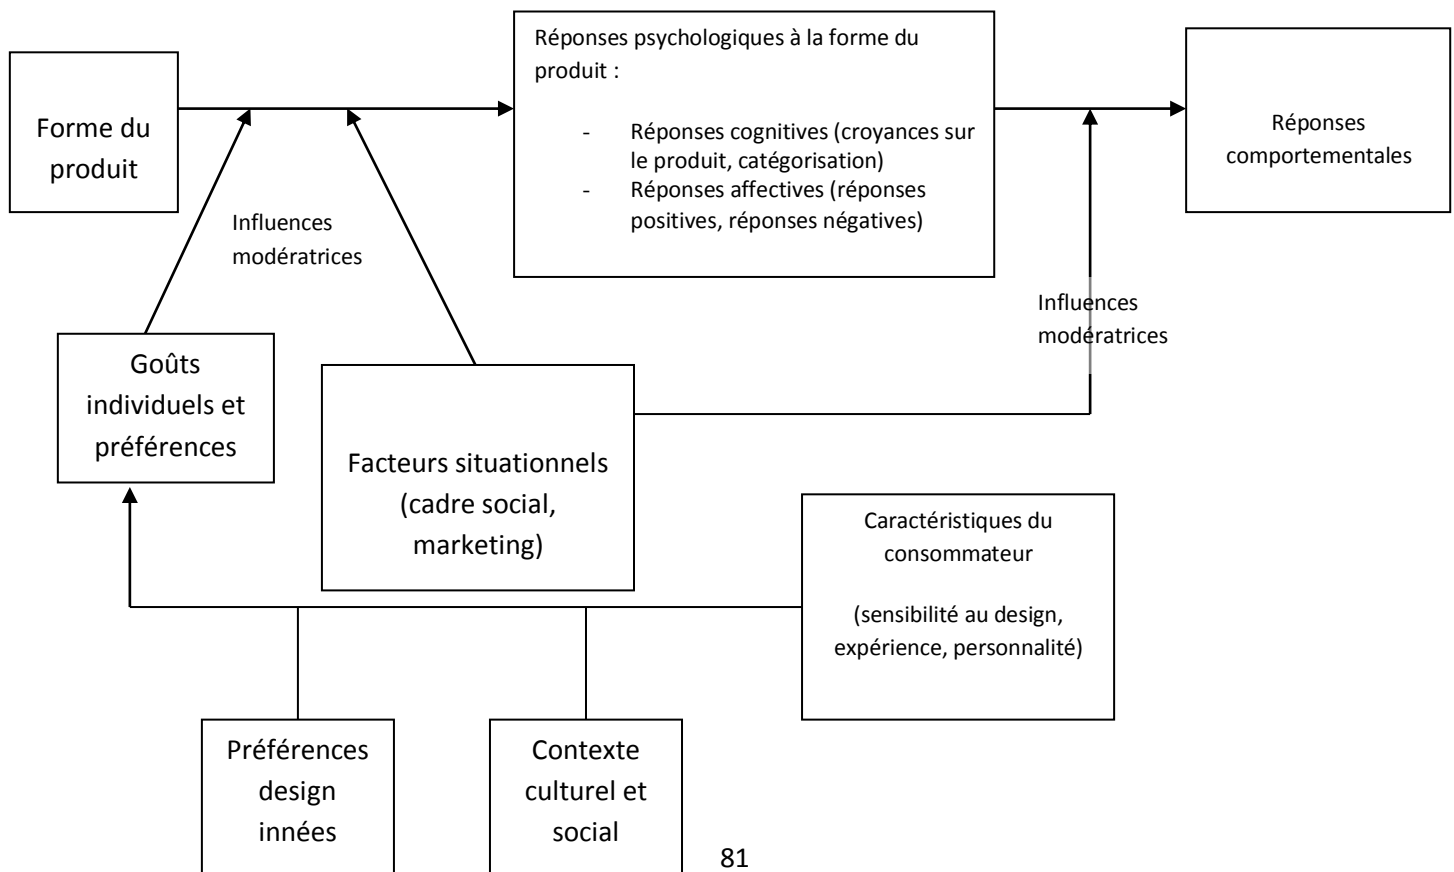 Forme du
produit
Réponses psychologiques à la forme du
produit :
- Réponses cognitives (croyances sur
le produit, catégorisation)
- Réponses affectives (réponses
positives, réponses négatives)
Réponses
comportementales
Influences
modératrices
Influences
modératrices
Goûts
individuels et
préférences
Facteurs situationnels
(cadre social,
marketing)
Caractéristiques du
consommateur
(sensibilité au design,
expérience, personnalité)
Préférences
design
innées
Contexte
culturel et
social
81